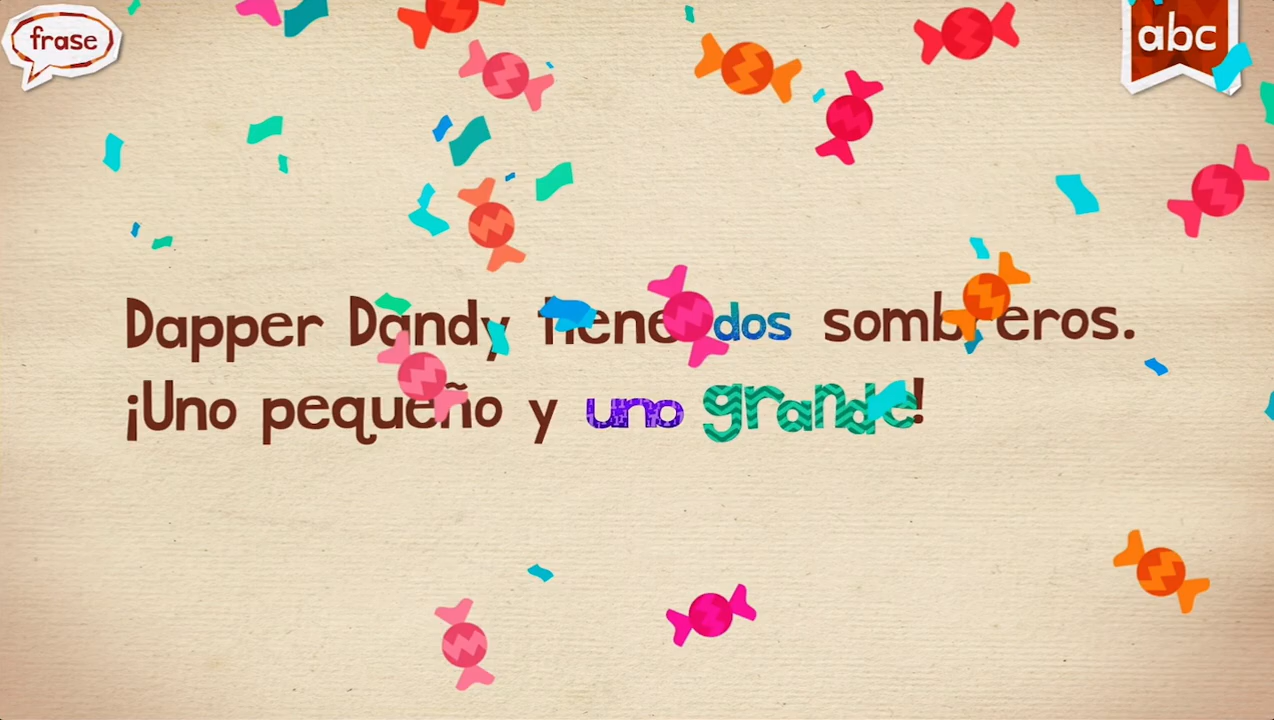 frase
abc
Dapper Dandy tiene dos sombreros.
¡Uno pequeño y uno grande!